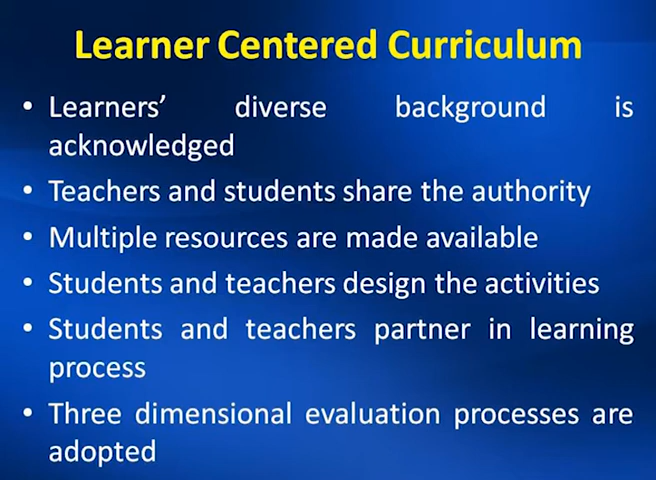 Learner Centered Curriculum
• Learners' diverse background is
acknowledged
• Teachers and students share the authority
• Multiple resources are made available
• Students and teachers design the activities
• Students and teachers partner in learning
process
• Three dimensional evaluation processes are
adopted